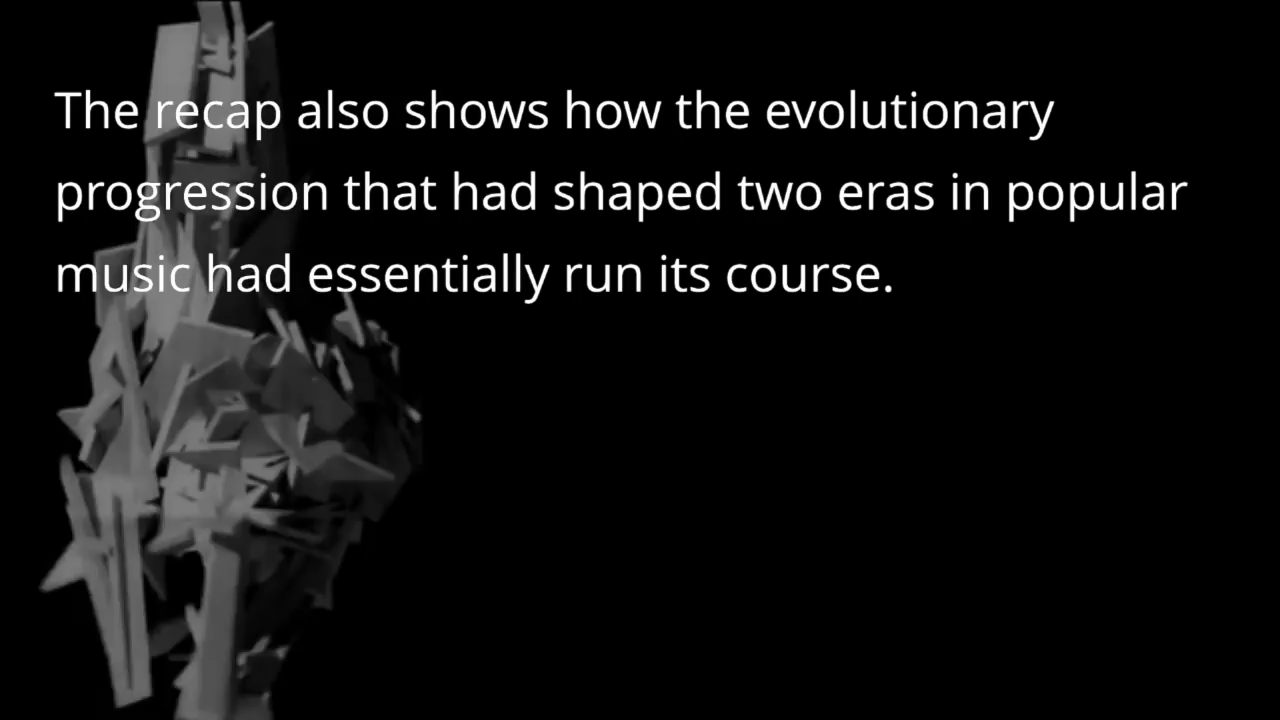 The recap also shows how the evolutionary
progression that had shaped two eras in popular
music had essentially run its course.